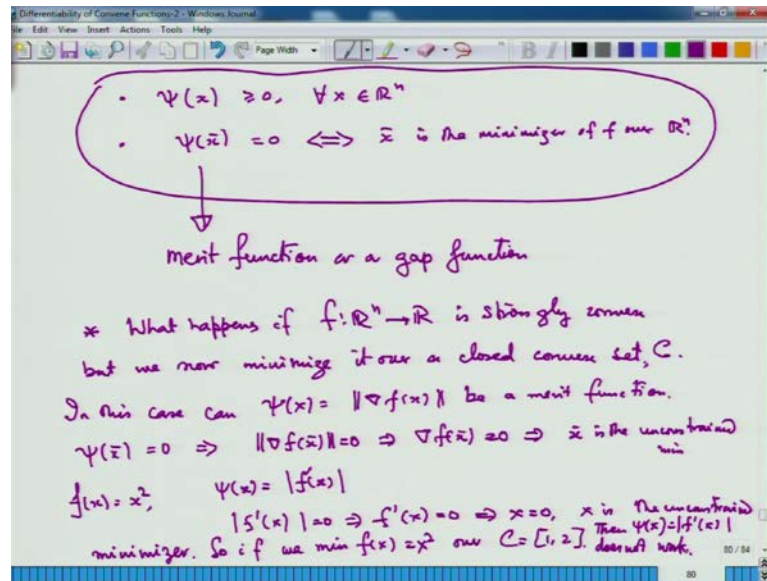 Differentiability of Convene Functions-2 - Windows Journal
File Edit View Insert Actions Tools Help
Page Width
• Ψ(x) ≥ 0, ∀ x ∈ ℝⁿ
• Ψ(x̄) = 0 <=> x̄ is the minimizer of f over ℝⁿ.
merit function or a gap function
* What happens if f: ℝⁿ → ℝ is strongly convex
but we now minimize it over a closed convex set, C.
In this case can Ψ(x) = ||∇f(x)|| be a merit function.
Ψ(x̄) = 0 => ||∇f(x̄)|| = 0 => ∇f(x̄) = 0 => x̄ is the unconstrained min
f(x) = x², Ψ(x) = |f'(x)|
|f'(x)| = 0 => f'(x) = 0 => x = 0, x is the unconstrained
minimizer. So if we min f(x) = x² over C = [1, 2]. Then Ψ(x) = |f'(x)| does not work.
80 / 84
80